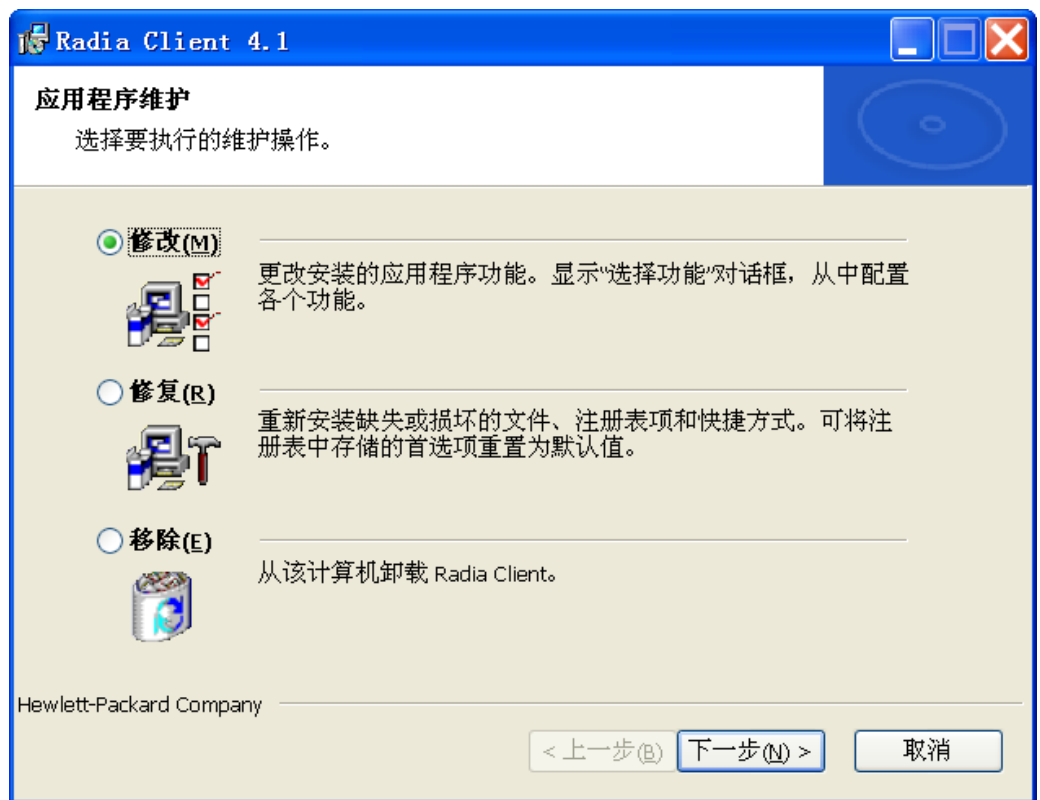 Radia Client 4.1
应用程序维护
选择要执行的维护操作。
修改(M)
更改安装的应用程序功能。显示“选择功能”对话框，从中配置
各个功能。
修复(R)
重新安装缺失或损坏的文件、注册表项和快捷方式。可将注
册表中存储的首选项重置为默认值。
移除(E)
从该计算机卸载 Radia Client。
Hewlett-Packard Company
< 上一步(B)
下一步(N) >
取消